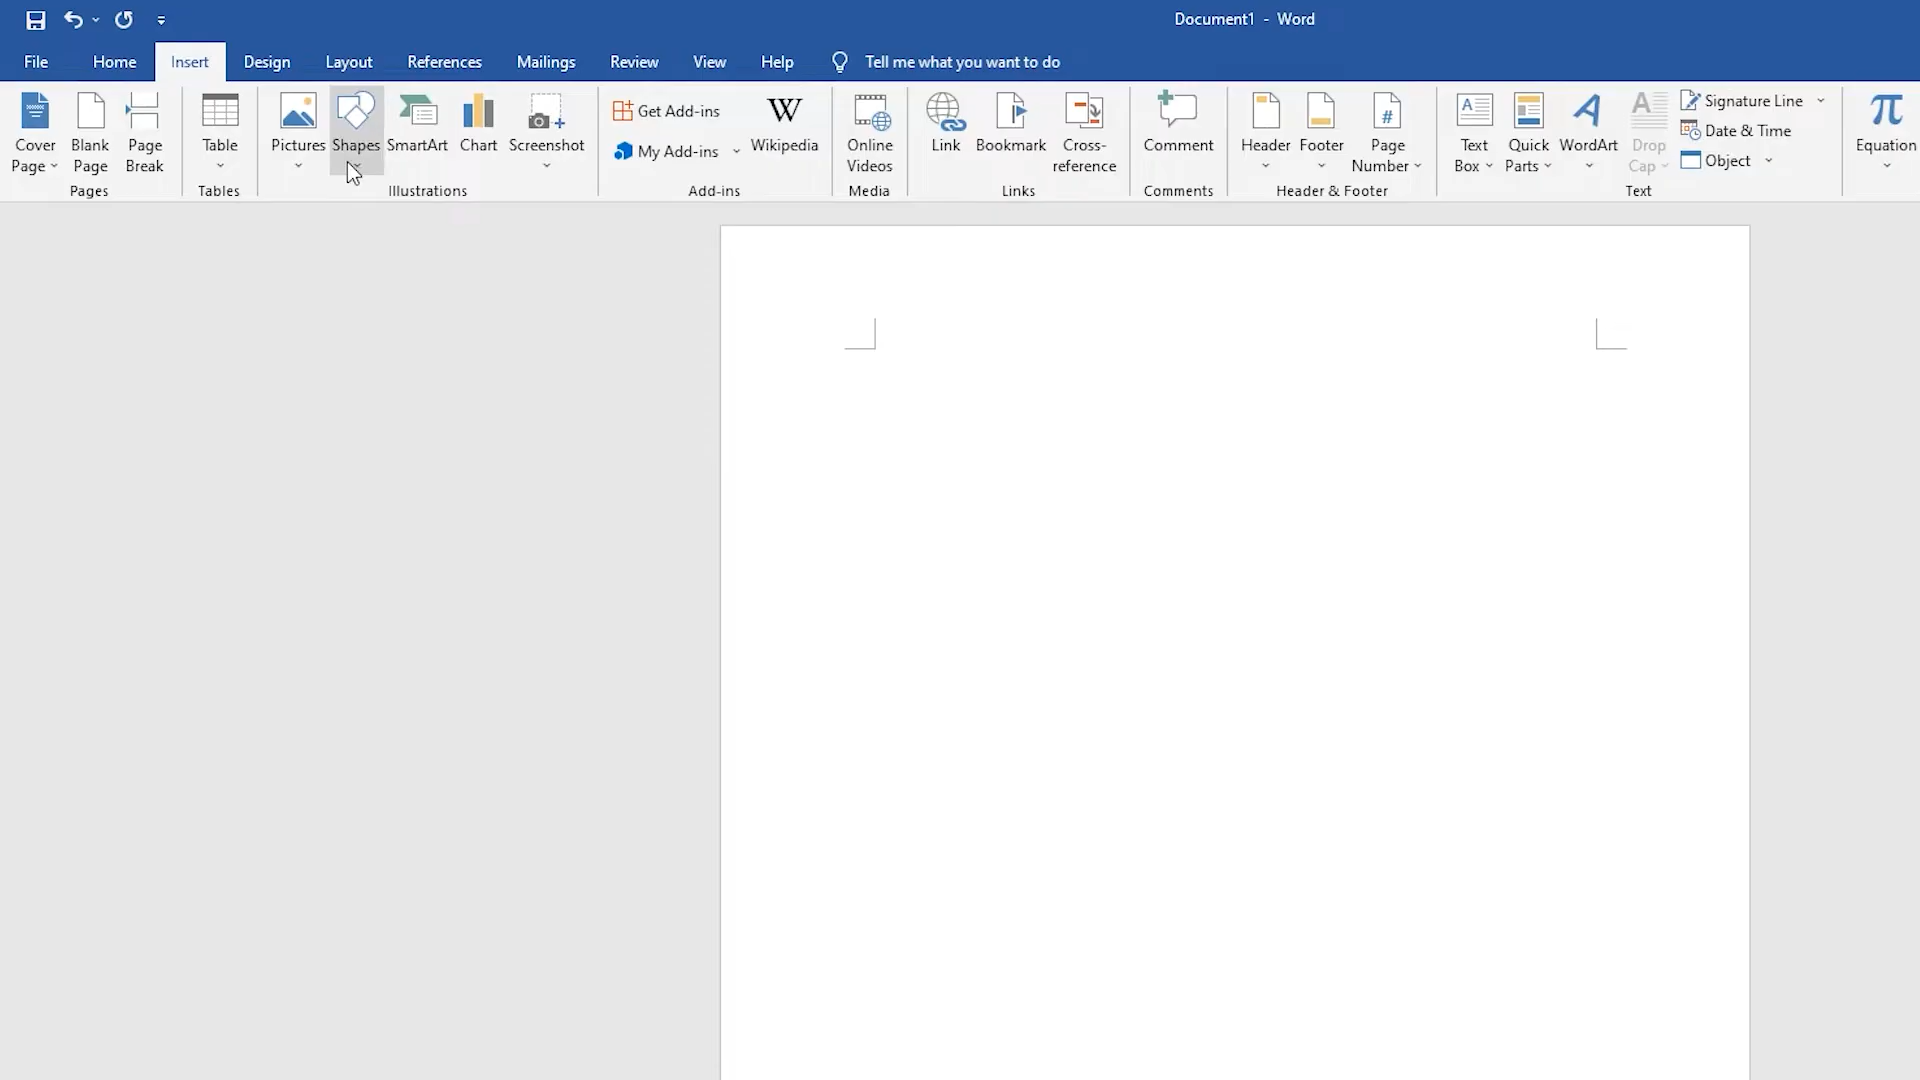 Document1 - Word
File Home Insert Design Layout References Mailings Review View Help Tell me what you want to do
Cover Page
Blank Page
Page Break
Pages
Table
Tables
Pictures
Shapes
SmartArt
Chart
Screenshot
Illustrations
Get Add-ins
My Add-ins
W
Wikipedia
Add-ins
Online Videos
Media
Link
Bookmark
Cross-
reference
Links
Comment
Comments
Header
Footer
#
Page Number
Header & Footer
A
Text Box
Quick Parts
A
WordArt
A
Drop Cap
Signature Line
Date & Time
Object
Text
π
Equation